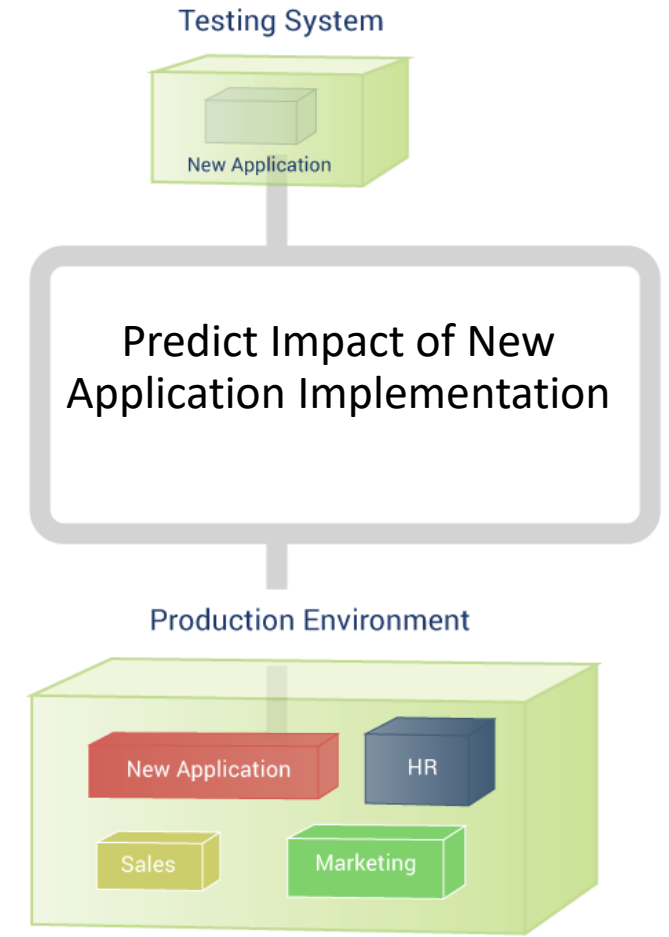 Testing System
New Application
Predict Impact of New
Application Implementation
Production Environment
New Application
HR
Sales
Marketing